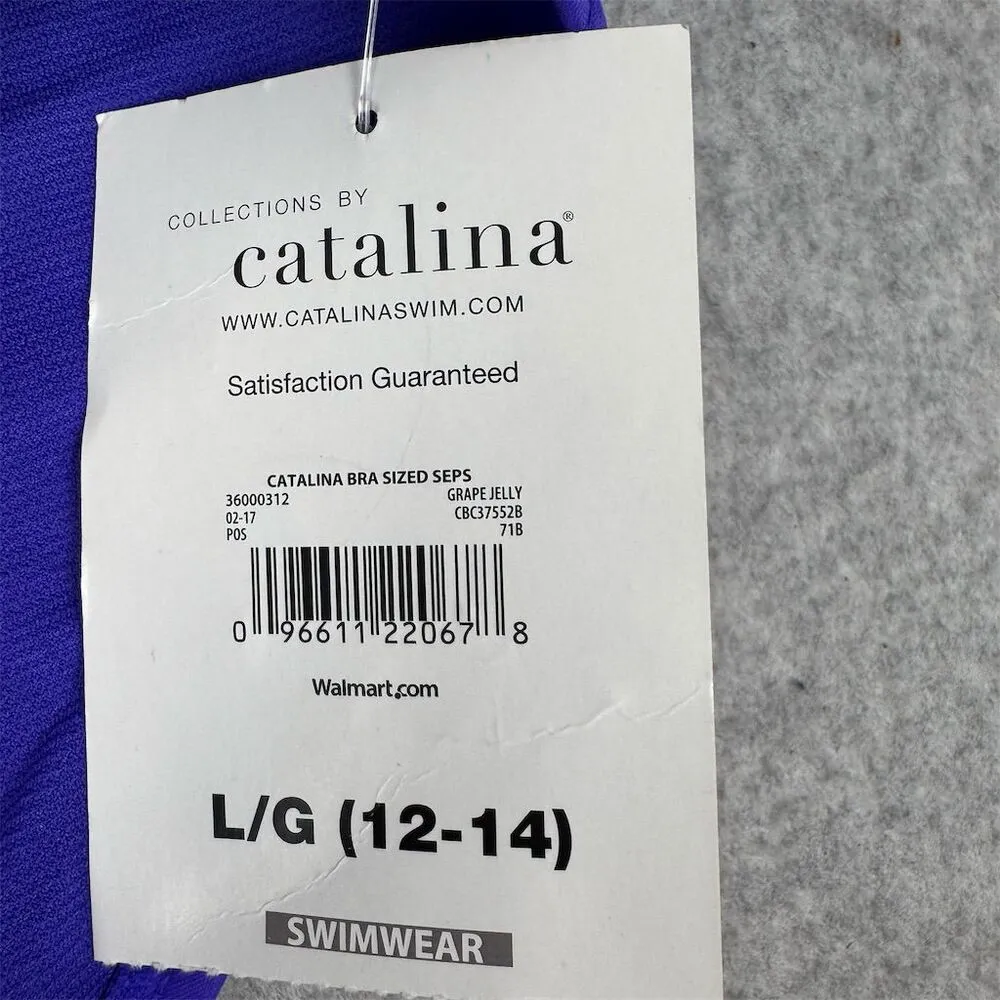 COLLECTIONS BY
catalina®
WWW.CATALINASWIM.COM
Satisfaction Guaranteed
CATALINA BRA SIZED SEPS
36000312 GRAPE JELLY
02-17 CBC37552B
POS 71B
0 96611 22067 8
Walmart.com
L/G (12-14)
SWIMWEAR